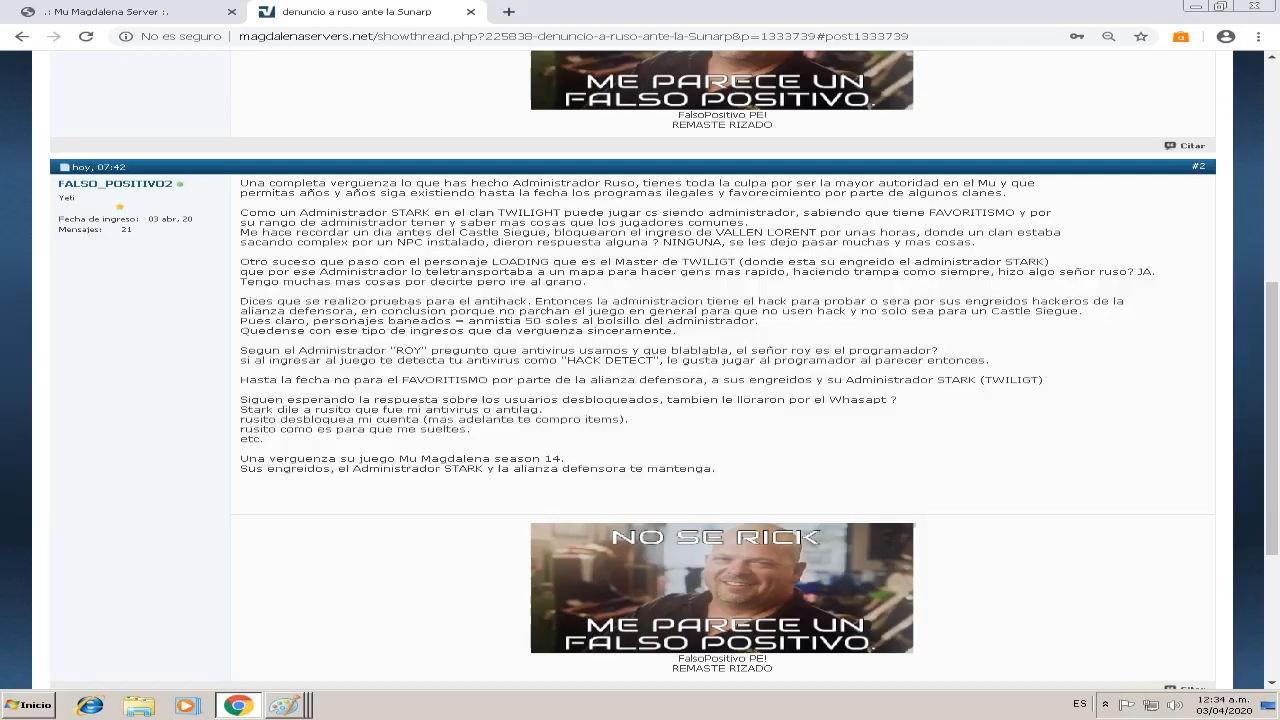 .: Mu Magdalena Server :.
denuncio a ruso ante la Sunarp
No es seguro | magdalenaservers.net/showthread.php?225838-denuncio-a-ruso-ante-la-Sunarp&p=1333739#post1333739
ME PARECE UN
FALSO POSITIVO.
FalsoPositivo PE!
REMASTE RIZADO
Citar
hoy, 07:42
#2
FALSO_POSITIVO2
Yeti
Fecha de ingreso: 03 abr, 20
Mensajes: 21
Una completa verguenza lo que has hecho Administrador Ruso, tienes toda la culpa por ser la mayor autoridad en el Mu y que
permitas años y años siga existiendo hasta la fecha los programas ilegales y favorecimiento por parte de algunos clanes.
Como un Administrador STARK en el clan TWILIGHT puede jugar cs siendo administrador, sabiendo que tiene FAVORITISMO y por
su rango de administrador tener y saber mas cosas que los jugadores comunes.
Me hace recordar un dia antes del Castle Siegue, bloquearon el ingreso de VALLEN LORENT por unas horas, donde un clan estaba
sacando complex por un NPC instalado, dieron respuesta alguna ? NINGUNA, se les dejo pasar muchas y mas cosas.
Otro suceso que paso con el personaje LOADING que es el Master de TWILIGT (donde esta su engreido el administrador STARK)
que por ese Administrador lo teletransportaba a un mapa para hacer gens mas rapido, haciendo trampa como siempre, hizo algo señor ruso? JA.
Tengo muchas mas cosas por decirte pero ire al grano.
Dices que se realizo pruebas para el antihack. Entonces la administracion tiene el hack para probar o sera por sus engreidos hackeros de la
alianza defensora, en conclusion porque no parchan el juego en general para que no usen hack y no solo sea para un Castle Siegue.
Pues claro, personajes baneados = anmistia 50 soles al bolsillo del administrador.
Quedense con ese tipo de ingresos que da verguenza sinceramente.
Segun el Administrador "ROY" pregunto que antivirus usamos y que blablabla, el señor roy es el programador?
si al ingresar al juego te detecta tu antivirus como "HACK DETECT", le gusta jugar al programador al parecer entonces.
Hasta la fecha no para el FAVORITISMO por parte de la alianza defensora, a sus engreidos y su Administrador STARK (TWILIGT)
Siguen esperando la respuesta sobre los usuarios desbloqueados, tambien le lloraron por el Whasapt ?
Stark dile a rusito que fue mi antivirus o antilag.
rusito desbloquea mi cuenta (mas adelante te compro items).
rusito como es para que me sueltes.
etc.
Una verguenza su juego Mu Magdalena season 14.
Sus engreidos, el Administrador STARK y la alianza defensora te mantenga.
NO SE RICK
ME PARECE UN
FALSO POSITIVO.
FalsoPositivo PE!
REMASTE RIZADO
Citar
Inicio
ES
12:34 a.m.
03/04/2020